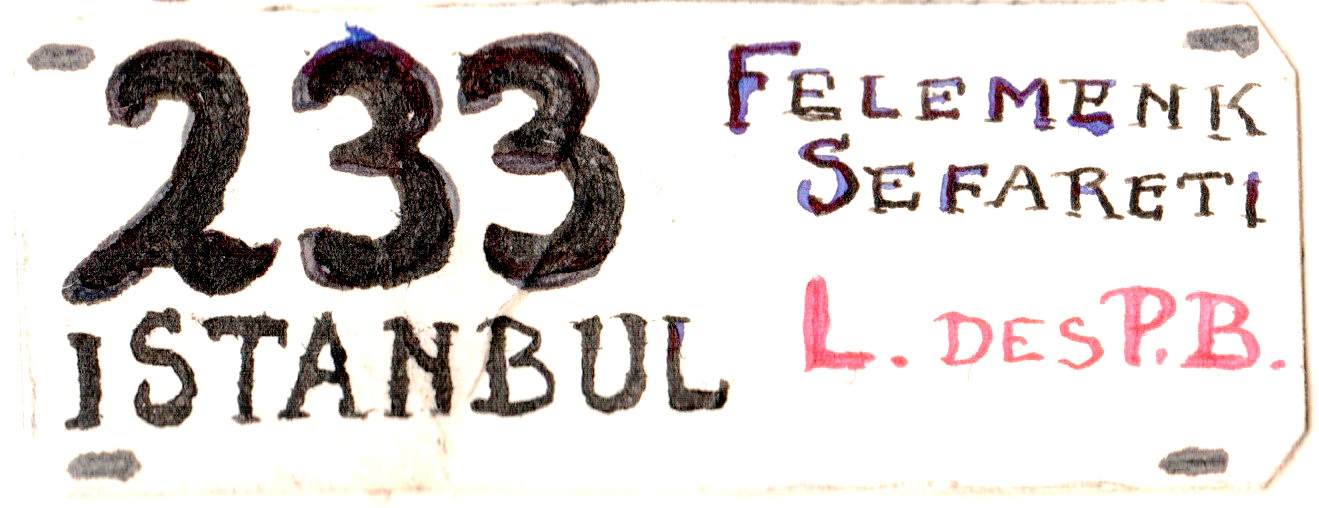 233
ISTANBUL
FELEMENK
SEFARETI
L. DES P.B.